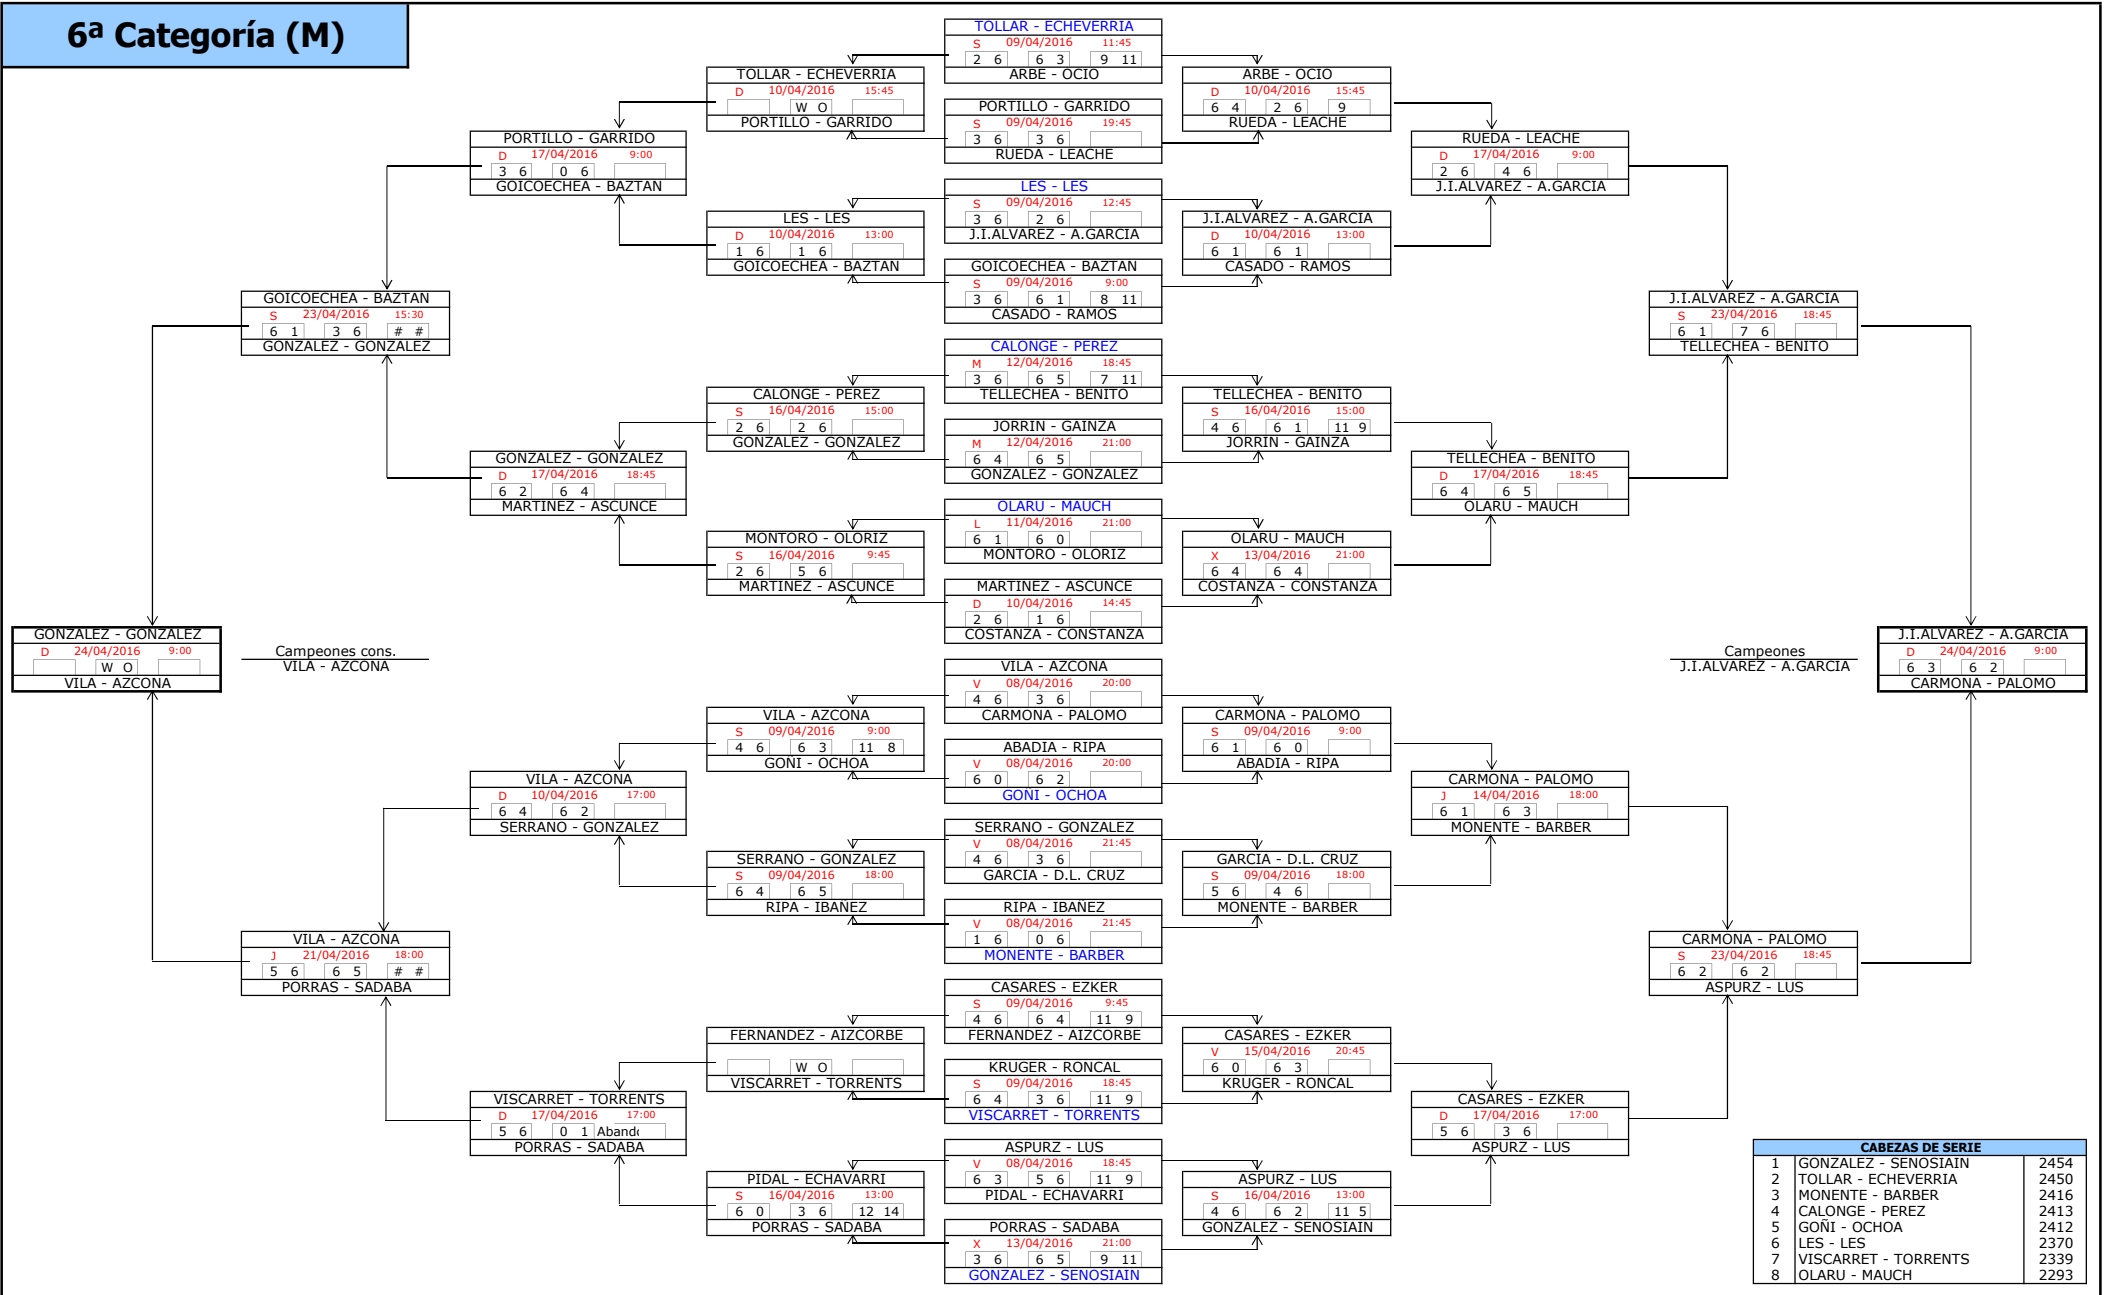 6ª Categoría (M)
TOLLAR - ECHEVERRIA
S 09/04/2016 11:45
2 6 6 3 9 11
ARBE - OCIO
PORTILLO - GARRIDO
S 09/04/2016 19:45
3 6 3 6
RUEDA - LEACHE
LES - LES
S 09/04/2016 12:45
3 6 2 6
J.I.ALVAREZ - A.GARCIA
GOICOECHEA - BAZTAN
S 09/04/2016 9:00
3 6 6 1 8 11
CASADO - RAMOS
CALONGE - PEREZ
M 12/04/2016 18:45
3 6 6 5 7 11
TELLECHEA - BENITO
JORRIN - GAINZA
M 12/04/2016 21:00
6 4 6 5
GONZALEZ - GONZALEZ
OLARU - MAUCH
L 11/04/2016 21:00
6 1 6 0
MONTORO - OLORIZ
MARTINEZ - ASCUNCE
D 10/04/2016 14:45
2 6 1 6
COSTANZA - CONSTANZA
VILA - AZCONA
V 08/04/2016 20:00
4 6 3 6
CARMONA - PALOMO
ABADIA - RIPA
V 08/04/2016 20:00
6 0 6 2
GOÑI - OCHOA
SERRANO - GONZALEZ
V 08/04/2016 21:45
4 6 3 6
GARCIA - D.L. CRUZ
RIPA - IBAÑEZ
V 08/04/2016 21:45
1 6 0 6
MONENTE - BARBER
CASARES - EZKER
S 09/04/2016 9:45
4 6 6 4 11 9
FERNANDEZ - AIZCORBE
KRUGER - RONCAL
S 09/04/2016 18:45
6 4 3 6 11 9
VISCARRET - TORRENTS
ASPURZ - LUS
V 08/04/2016 18:45
6 3 5 6 11 9
PIDAL - ECHAVARRI
PORRAS - SADABA
X 13/04/2016 21:00
3 6 6 5 9 11
GONZALEZ - SENOSIAIN
TOLLAR - ECHEVERRIA
D 10/04/2016 15:45
W O
PORTILLO - GARRIDO
LES - LES
D 10/04/2016 13:00
1 6 1 6
GOICOECHEA - BAZTAN
CALONGE - PEREZ
S 16/04/2016 15:00
2 6 2 6
GONZALEZ - GONZALEZ
MONTORO - OLORIZ
S 16/04/2016 9:45
2 6 5 6
MARTINEZ - ASCUNCE
VILA - AZCONA
S 09/04/2016 9:00
4 6 6 3 11 8
GOÑI - OCHOA
SERRANO - GONZALEZ
S 09/04/2016 18:00
6 4 6 5
RIPA - IBAÑEZ
FERNANDEZ - AIZCORBE
W O
VISCARRET - TORRENTS
PIDAL - ECHAVARRI
S 16/04/2016 13:00
6 0 3 6 12 14
PORRAS - SADABA
PORTILLO - GARRIDO
D 17/04/2016 9:00
3 6 0 6
GOICOECHEA - BAZTAN
GONZALEZ - GONZALEZ
D 17/04/2016 18:45
6 2 6 4
MARTINEZ - ASCUNCE
VILA - AZCONA
D 10/04/2016 17:00
6 4 6 2
SERRANO - GONZALEZ
VISCARRET - TORRENTS
D 17/04/2016 17:00
5 6 0 1 Aband
PORRAS - SADABA
GOICOECHEA - BAZTAN
S 23/04/2016 15:30
6 1 3 6 # #
GONZALEZ - GONZALEZ
VILA - AZCONA
J 21/04/2016 18:00
5 6 6 5 # #
PORRAS - SADABA
GONZALEZ - GONZALEZ
D 24/04/2016 9:00
W O
VILA - AZCONA
Campeones cons.
VILA - AZCONA
ARBE - OCIO
D 10/04/2016 15:45
6 4 2 6 9
RUEDA - LEACHE
J.I.ALVAREZ - A.GARCIA
D 10/04/2016 13:00
6 1 6 1
CASADO - RAMOS
TELLECHEA - BENITO
S 16/04/2016 15:00
4 6 6 1 11 9
JORRIN - GAINZA
OLARU - MAUCH
X 13/04/2016 21:00
6 4 6 4
COSTANZA - CONSTANZA
CARMONA - PALOMO
S 09/04/2016 9:00
6 1 6 0
ABADIA - RIPA
GARCIA - D.L. CRUZ
S 09/04/2016 18:00
5 6 4 6
MONENTE - BARBER
CASARES - EZKER
V 15/04/2016 20:45
6 0 6 3
KRUGER - RONCAL
ASPURZ - LUS
S 16/04/2016 13:00
4 6 6 2 11 5
GONZALEZ - SENOSIAIN
RUEDA - LEACHE
D 17/04/2016 9:00
2 6 4 6
J.I.ALVAREZ - A.GARCIA
TELLECHEA - BENITO
D 17/04/2016 18:45
6 4 6 5
OLARU - MAUCH
CARMONA - PALOMO
J 14/04/2016 18:00
6 1 6 3
MONENTE - BARBER
CASARES - EZKER
D 17/04/2016 17:00
5 6 3 6
ASPURZ - LUS
J.I.ALVAREZ - A.GARCIA
S 23/04/2016 18:45
6 1 7 6
TELLECHEA - BENITO
CARMONA - PALOMO
S 23/04/2016 18:45
6 2 6 2
ASPURZ - LUS
Campeones
J.I.ALVAREZ - A.GARCIA
J.I.ALVAREZ - A.GARCIA
D 24/04/2016 9:00
6 3 6 2
CARMONA - PALOMO
CABEZAS DE SERIE
1 GONZALEZ - SENOSIAIN 2454
2 TOLLAR - ECHEVERRIA 2450
3 MONENTE - BARBER 2416
4 CALONGE - PEREZ 2413
5 GOÑI - OCHOA 2412
6 LES - LES 2370
7 VISCARRET - TORRENTS 2339
8 OLARU - MAUCH 2293